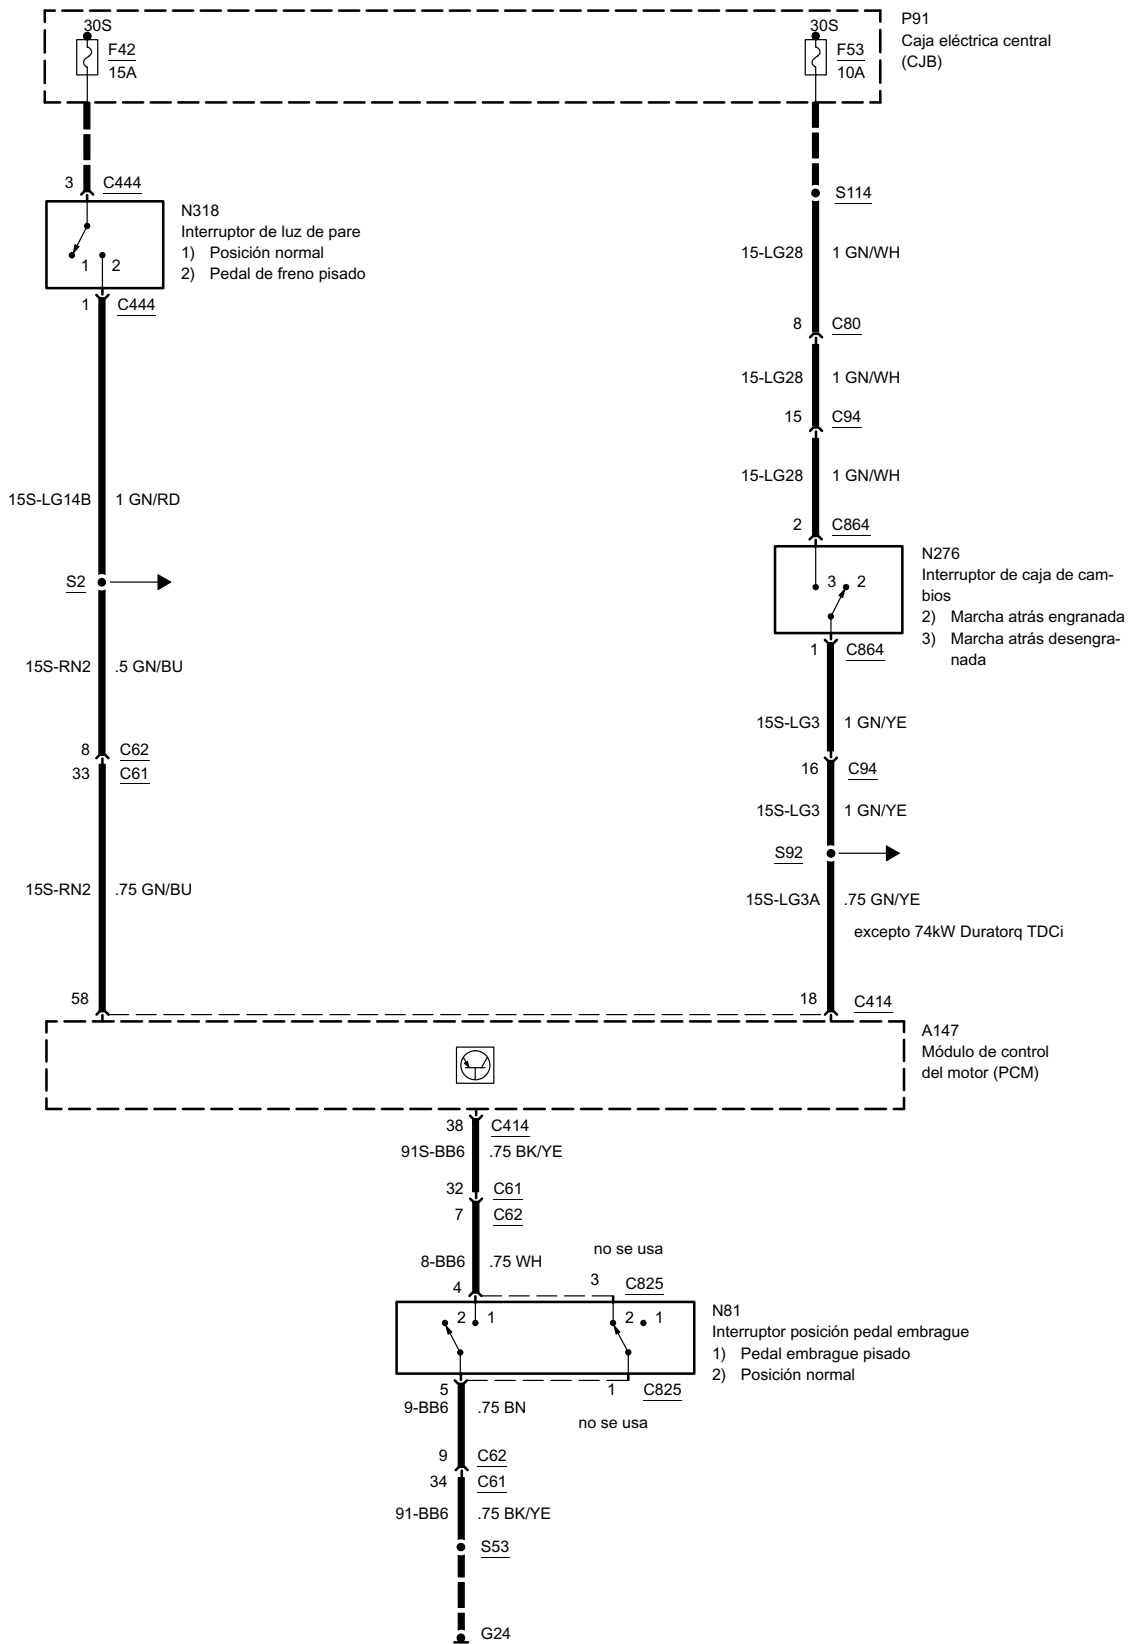 30S
F42
15A
30S
F53
10A
P91
Caja eléctrica central
(CJB)
3 C444
N318
Interruptor de luz de pare
1) Posición normal
2) Pedal de freno pisado
1 2
1 C444
S114
15-LG28 1 GN/WH
8 C80
15-LG28 1 GN/WH
15 C94
15-LG28 1 GN/WH
2 C864
15S-LG14B 1 GN/RD
S2
N276
Interruptor de caja de cam-
bios
2) Marcha atrás engranada
3) Marcha atrás desengra-
nada
3 2
1 C864
15S-RN2 .5 GN/BU
15S-LG3 1 GN/YE
8 C62
33 C61
16 C94
15S-LG3 1 GN/YE
S92
15S-RN2 .75 GN/BU
15S-LG3A .75 GN/YE
excepto 74kW Duratorq TDCi
58
18 C414
A147
Módulo de control
del motor (PCM)
38 C414
91S-BB6 .75 BK/YE
32 C61
7 C62
8-BB6 .75 WH
no se usa
4
3 C825
2 1
2 1
N81
Interruptor posición pedal embrague
1) Pedal embrague pisado
2) Posición normal
5
1 C825
9-BB6 .75 BN
no se usa
9 C62
34 C61
91-BB6 .75 BK/YE
S53
G24